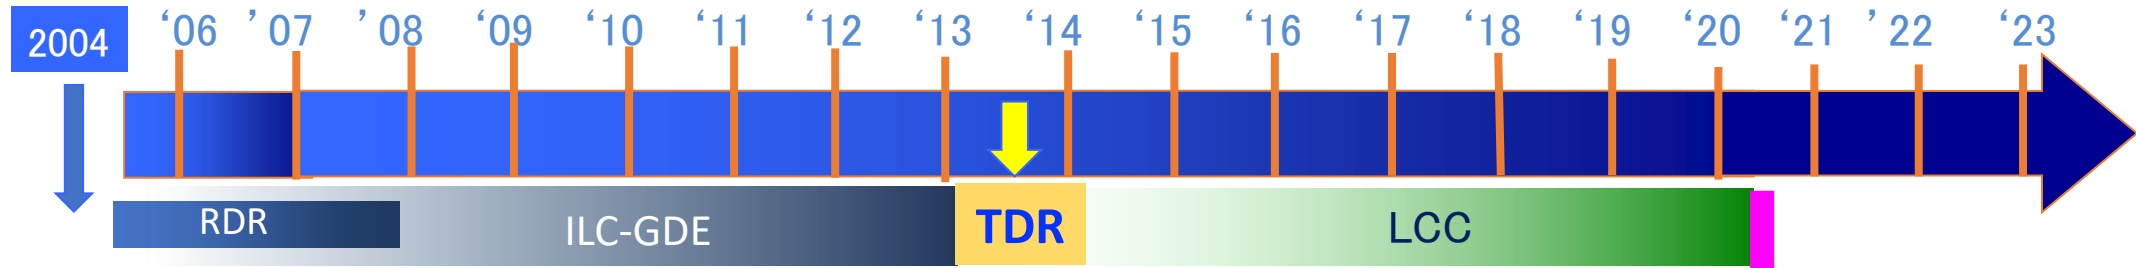 2004 ‘06 ’07 ’08 ‘09 ‘10 ‘11 ‘12 ‘13 ‘14 ‘15 ‘16 ‘17 ‘18 ‘19 ‘20 ‘21 ’22 ‘23
RDR ILC-GDE TDR LCC